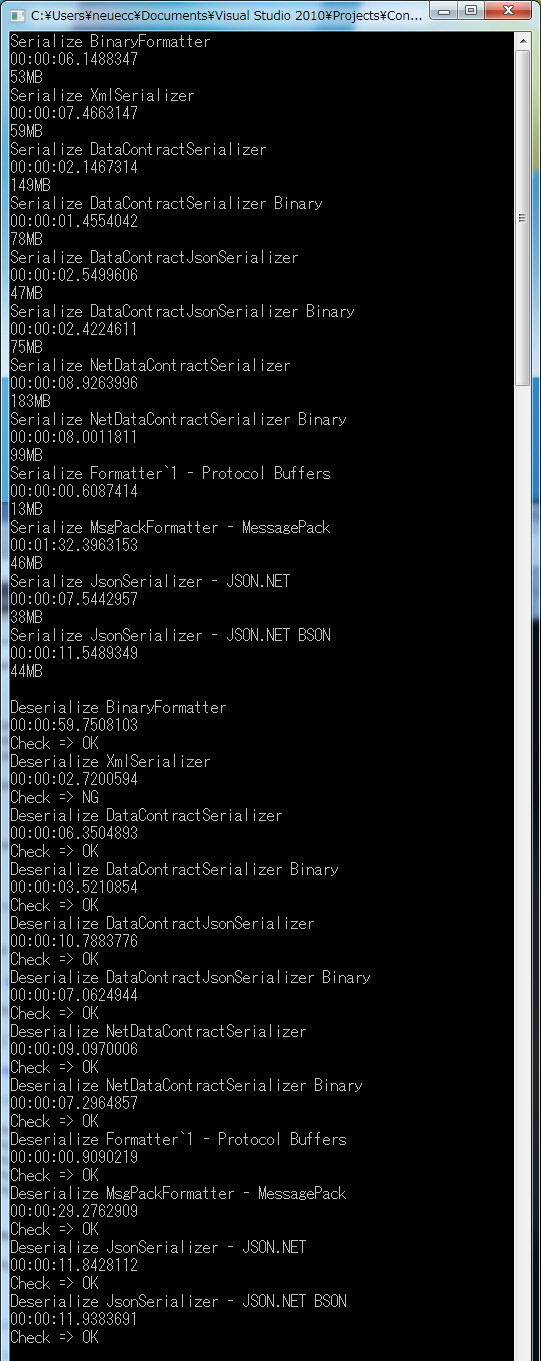 C:¥Users¥neuecc¥Documents¥Visual Studio 2010¥Projects¥Con...
Serialize BinaryFormatter
00:00:06.1488347
53MB
Serialize XmlSerializer
00:00:07.4663147
59MB
Serialize DataContractSerializer
00:00:02.1467314
149MB
Serialize DataContractSerializer Binary
00:00:01.4554042
78MB
Serialize DataContractJsonSerializer
00:00:02.5499606
47MB
Serialize DataContractJsonSerializer Binary
00:00:02.4224611
75MB
Serialize NetDataContractSerializer
00:00:08.9263996
183MB
Serialize NetDataContractSerializer Binary
00:00:08.0011811
99MB
Serialize Formatter`1 - Protocol Buffers
00:00:00.6087414
13MB
Serialize MsgPackFormatter - MessagePack
00:01:32.3963153
46MB
Serialize JsonSerializer - JSON.NET
00:00:07.5442957
38MB
Serialize JsonSerializer - JSON.NET BSON
00:00:11.5489349
44MB
Deserialize BinaryFormatter
00:00:59.7508103
Check => OK
Deserialize XmlSerializer
00:00:02.7200594
Check => NG
Deserialize DataContractSerializer
00:00:06.3504893
Check => OK
Deserialize DataContractSerializer Binary
00:00:03.5210854
Check => OK
Deserialize DataContractJsonSerializer
00:00:10.7883776
Check => OK
Deserialize DataContractJsonSerializer Binary
00:00:07.0624944
Check => OK
Deserialize NetDataContractSerializer
00:00:09.0970006
Check => OK
Deserialize NetDataContractSerializer Binary
00:00:07.2964857
Check => OK
Deserialize Formatter`1 - Protocol Buffers
00:00:00.9090219
Check => OK
Deserialize MsgPackFormatter - MessagePack
00:00:29.2762909
Check => OK
Deserialize JsonSerializer - JSON.NET
00:00:11.8428112
Check => OK
Deserialize JsonSerializer - JSON.NET BSON
00:00:11.9383691
Check => OK